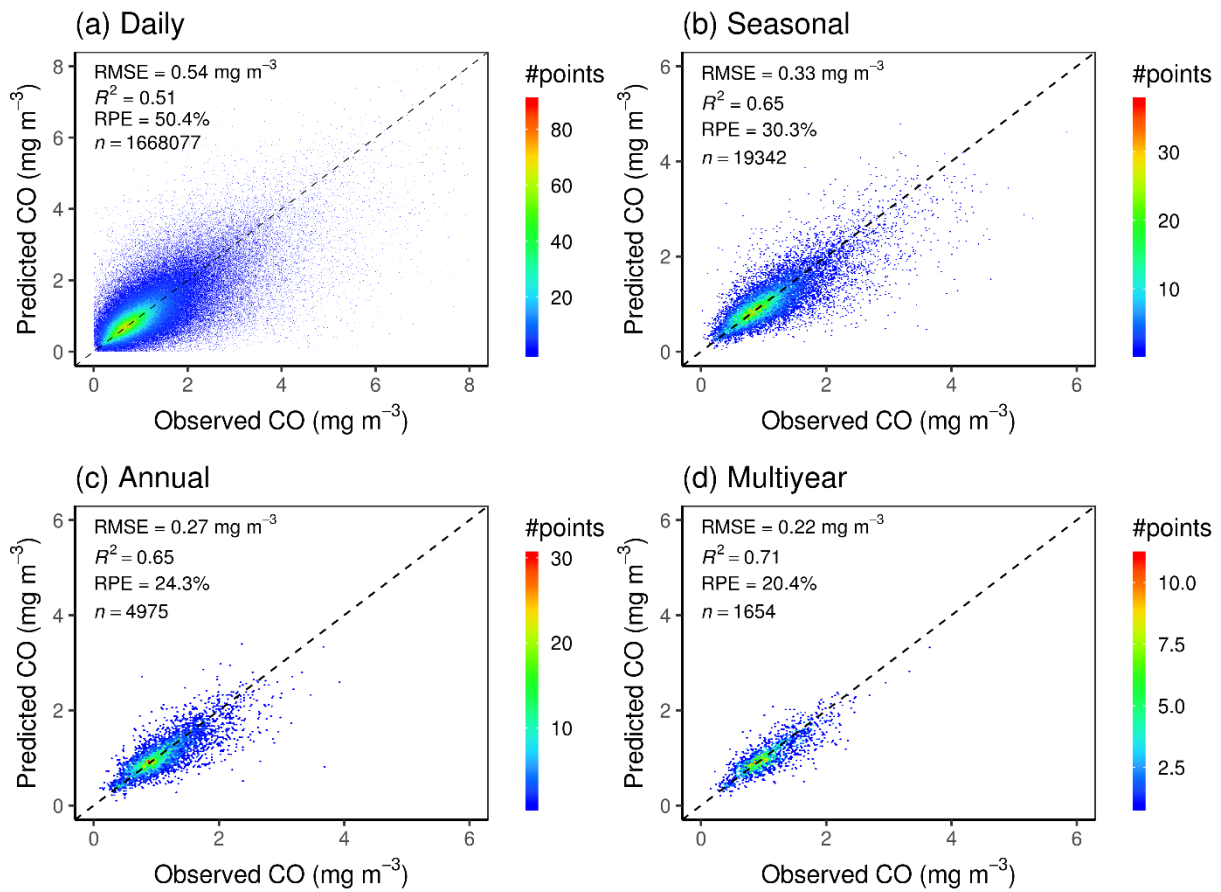 (a) Daily
RMSE = 0.54 mg m⁻³
R² = 0.51
RPE = 50.4%
n = 1668077
Predicted CO (mg m⁻³)
8
6
4
2
0
0 2 4 6 8
Observed CO (mg m⁻³)
#points
80
60
40
20
(b) Seasonal
RMSE = 0.33 mg m⁻³
R² = 0.65
RPE = 30.3%
n = 19342
Predicted CO (mg m⁻³)
6
4
2
0
0 2 4 6
Observed CO (mg m⁻³)
#points
30
20
10
(c) Annual
RMSE = 0.27 mg m⁻³
R² = 0.65
RPE = 24.3%
n = 4975
Predicted CO (mg m⁻³)
6
4
2
0
0 2 4 6
Observed CO (mg m⁻³)
#points
30
20
10
(d) Multiyear
RMSE = 0.22 mg m⁻³
R² = 0.71
RPE = 20.4%
n = 1654
Predicted CO (mg m⁻³)
6
4
2
0
0 2 4 6
Observed CO (mg m⁻³)
#points
10.0
7.5
5.0
2.5